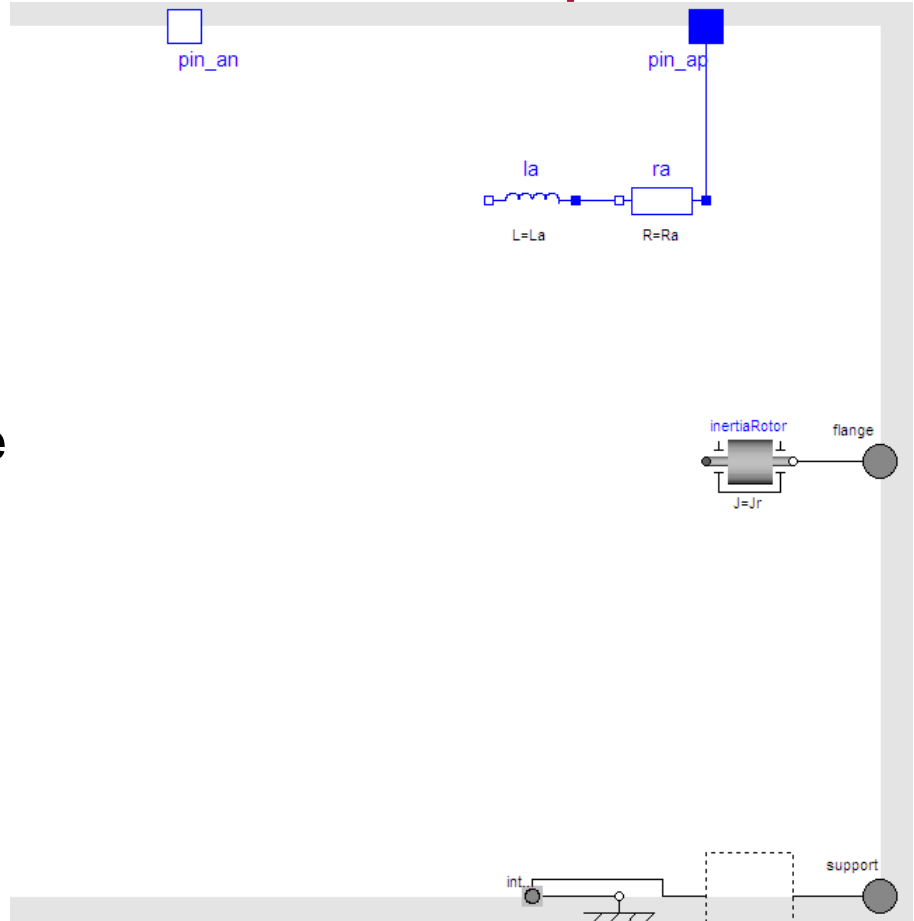 pin_an
pin_ap
la
ra
L=La
R=Ra
e
inertiaRotor
flange
J=Jr
support
int..